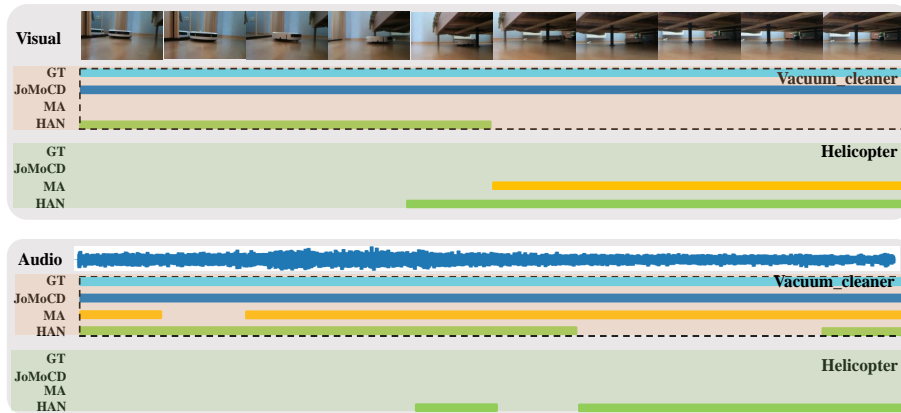 Visual
GT
Vacuum_cleaner
JoMoCD
MA
HAN
GT
Helicopter
JoMoCD
MA
HAN
Audio
GT
Vacuum_cleaner
JoMoCD
MA
HAN
GT
Helicopter
JoMoCD
MA
HAN